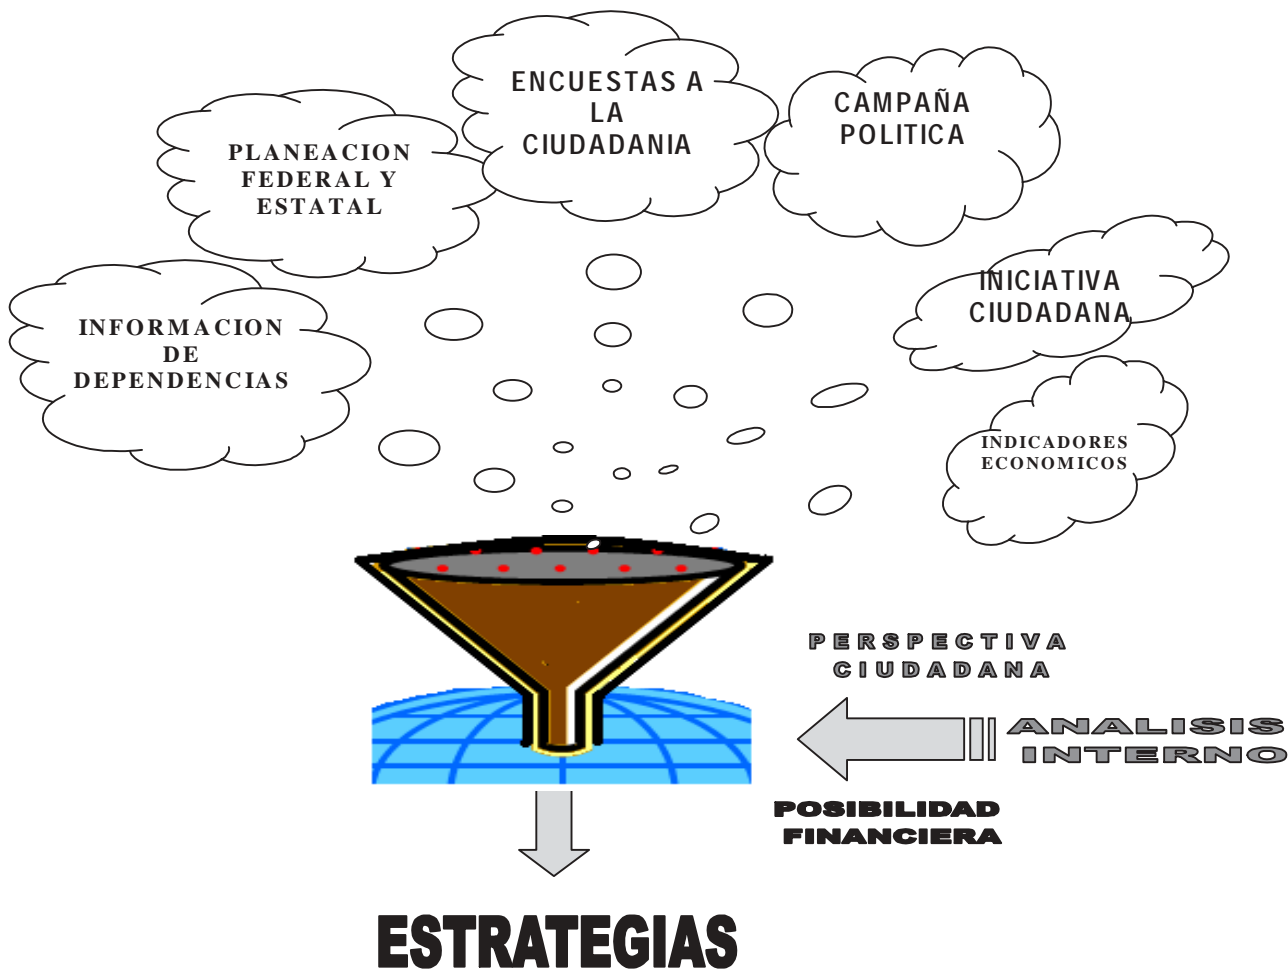 ENCUESTAS A
LA
CIUDADANIA
CAMPAÑA
POLITICA
PLANEACION
FEDERAL Y
ESTATAL
INICIATIVA
CIUDADANA
INFORMACION
DE
DEPENDENCIAS
INDICADORES
ECONOMICOS
PERSPECTIVA
CIUDADANA
ANALISIS
INTERNO
POSIBILIDAD
FINANCIERA
ESTRATEGIAS